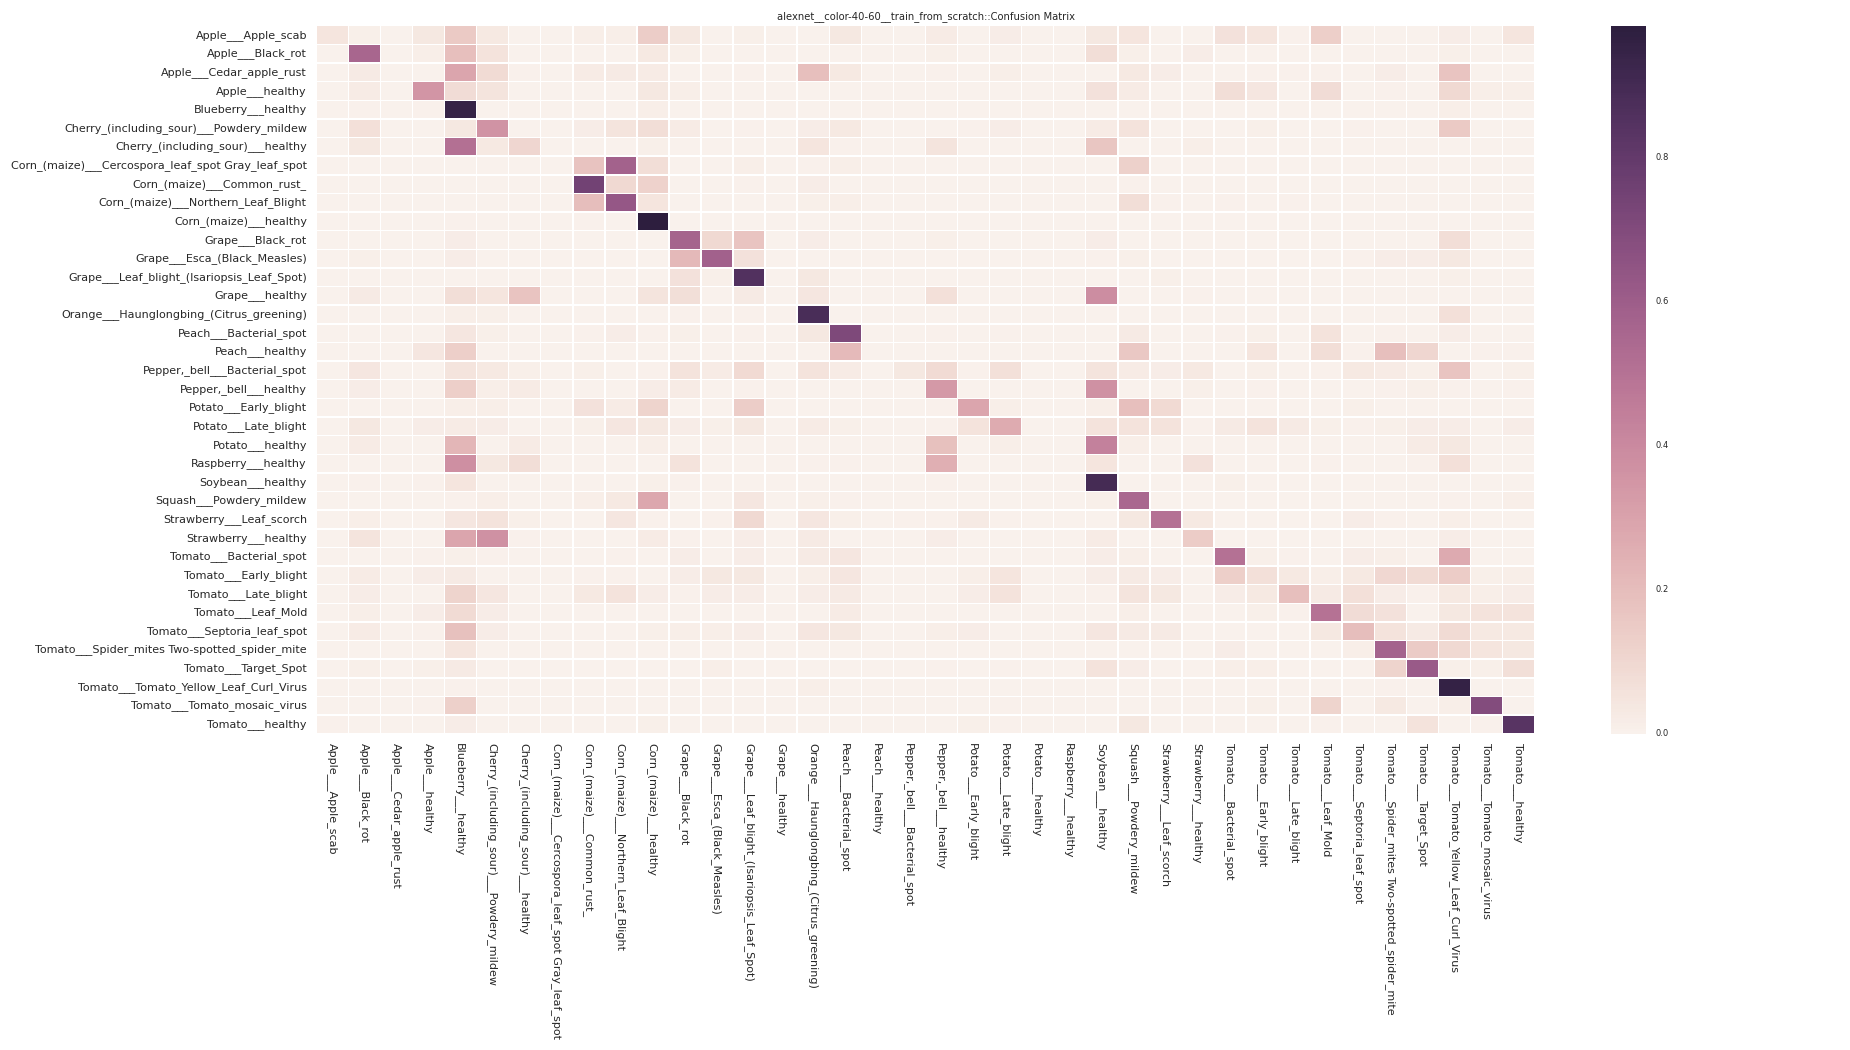 alexnet__color-40-60__train_from_scratch::Confusion Matrix
Apple___Apple_scab
Apple___Black_rot
Apple___Cedar_apple_rust
Apple___healthy
Blueberry___healthy
Cherry_(including_sour)___Powdery_mildew
Cherry_(including_sour)___healthy
Corn_(maize)___Cercospora_leaf_spot Gray_leaf_spot
Corn_(maize)___Common_rust_
Corn_(maize)___Northern_Leaf_Blight
Corn_(maize)___healthy
Grape___Black_rot
Grape___Esca_(Black_Measles)
Grape___Leaf_blight_(Isariopsis_Leaf_Spot)
Grape___healthy
Orange___Haunglongbing_(Citrus_greening)
Peach___Bacterial_spot
Peach___healthy
Pepper,_bell___Bacterial_spot
Pepper,_bell___healthy
Potato___Early_blight
Potato___Late_blight
Potato___healthy
Raspberry___healthy
Soybean___healthy
Squash___Powdery_mildew
Strawberry___Leaf_scorch
Strawberry___healthy
Tomato___Bacterial_spot
Tomato___Early_blight
Tomato___Late_blight
Tomato___Leaf_Mold
Tomato___Septoria_leaf_spot
Tomato___Spider_mites Two-spotted_spider_mite
Tomato___Target_Spot
Tomato___Tomato_Yellow_Leaf_Curl_Virus
Tomato___Tomato_mosaic_virus
Tomato___healthy
Apple___Apple_scab
Apple___Black_rot
Apple___Cedar_apple_rust
Apple___healthy
Blueberry___healthy
Cherry_(including_sour)___Powdery_mildew
Cherry_(including_sour)___healthy
Corn_(maize)___Cercospora_leaf_spot Gray_leaf_spot
Corn_(maize)___Common_rust_
Corn_(maize)___Northern_Leaf_Blight
Corn_(maize)___healthy
Grape___Black_rot
Grape___Esca_(Black_Measles)
Grape___Leaf_blight_(Isariopsis_Leaf_Spot)
Grape___healthy
Orange___Haunglongbing_(Citrus_greening)
Peach___Bacterial_spot
Peach___healthy
Pepper,_bell___Bacterial_spot
Pepper,_bell___healthy
Potato___Early_blight
Potato___Late_blight
Potato___healthy
Raspberry___healthy
Soybean___healthy
Squash___Powdery_mildew
Strawberry___Leaf_scorch
Strawberry___healthy
Tomato___Bacterial_spot
Tomato___Early_blight
Tomato___Late_blight
Tomato___Leaf_Mold
Tomato___Septoria_leaf_spot
Tomato___Spider_mites Two-spotted_spider_mite
Tomato___Target_Spot
Tomato___Tomato_Yellow_Leaf_Curl_Virus
Tomato___Tomato_mosaic_virus
Tomato___healthy
0.8
0.6
0.4
0.2
0.0